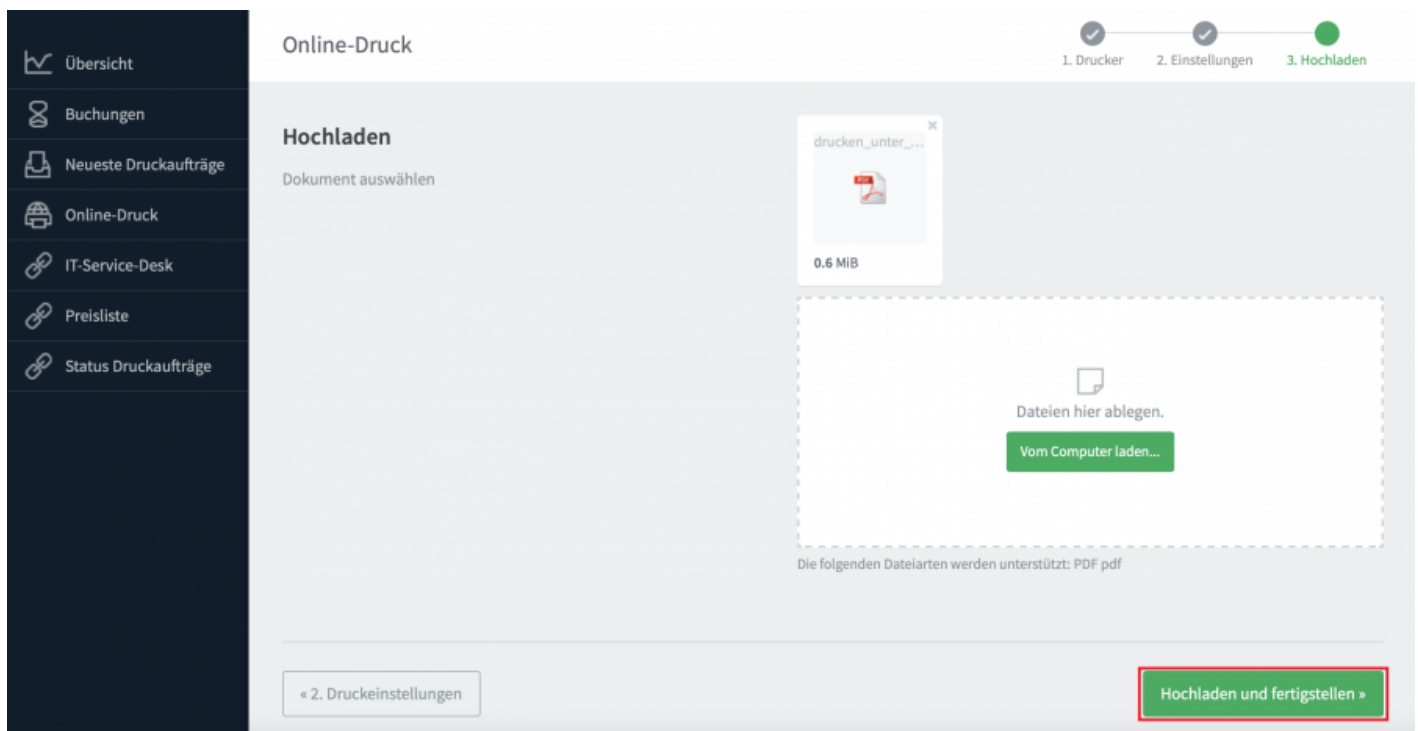 Übersicht
Buchungen
Neueste Druckaufträge
Online-Druck
IT-Service-Desk
Preisliste
Status Druckaufträge
Online-Druck
1. Drucker
2. Einstellungen
3. Hochladen
Hochladen
Dokument auswählen
drucken_unter_...
PDF
0.6 MiB
Dateien hier ablegen.
Vom Computer laden...
Die folgenden Dateiarten werden unterstützt: PDF pdf
« 2. Druckeinstellungen
Hochladen und fertigstellen »